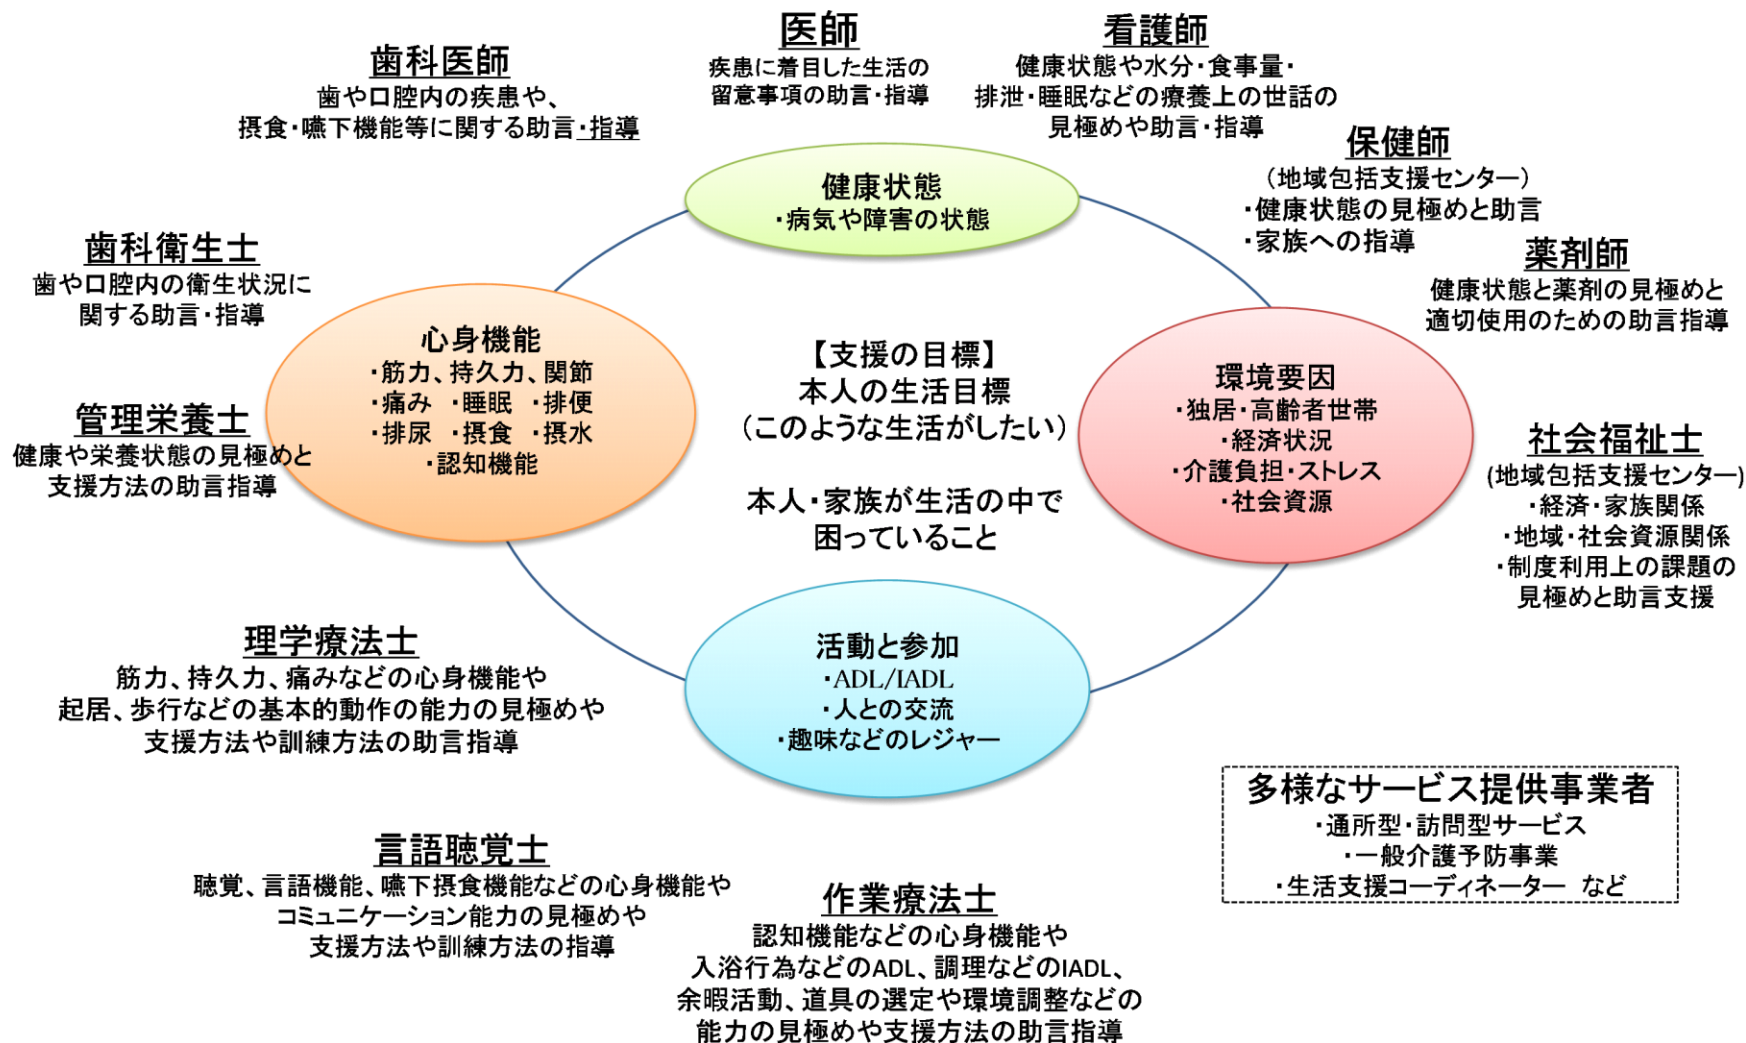 医師
疾患に着目した生活の
留意事項の助言・指導
看護師
健康状態や水分・食事量・
排泄・睡眠などの療養上の世話の
見極めや助言・指導
歯科医師
歯や口腔内の疾患や、
摂食・嚥下機能等に関する助言・指導
保健師
（地域包括支援センター）
・健康状態の見極めと助言
・家族への指導
健康状態
・病気や障害の状態
歯科衛生士
歯や口腔内の衛生状況に
関する助言・指導
薬剤師
健康状態と薬剤の見極めと
適切使用のための助言指導
心身機能
・筋力、持久力、関節
・痛み ・睡眠 ・排便
・排尿 ・摂食 ・摂水
・認知機能
【支援の目標】
本人の生活目標
（このような生活がしたい）
本人・家族が生活の中で
困っていること
環境要因
・独居・高齢者世帯
・経済状況
・介護負担・ストレス
・社会資源
管理栄養士
健康や栄養状態の見極めと
支援方法の助言指導
社会福祉士
(地域包括支援センター)
・経済・家族関係
・地域・社会資源関係
・制度利用上の課題の
見極めと助言支援
理学療法士
筋力、持久力、痛みなどの心身機能や
起居、歩行などの基本的動作の能力の見極めや
支援方法や訓練方法の助言指導
活動と参加
・ADL/IADL
・人との交流
・趣味などのレジャー
多様なサービス提供事業者
・通所型・訪問型サービス
・一般介護予防事業
・生活支援コーディネーター など
言語聴覚士
聴覚、言語機能、嚥下摂食機能などの心身機能や
コミュニケーション能力の見極めや
支援方法や訓練方法の指導
作業療法士
認知機能などの心身機能や
入浴行為などのADL、調理などのIADL、
余暇活動、道具の選定や環境調整などの
能力の見極めや支援方法の助言指導